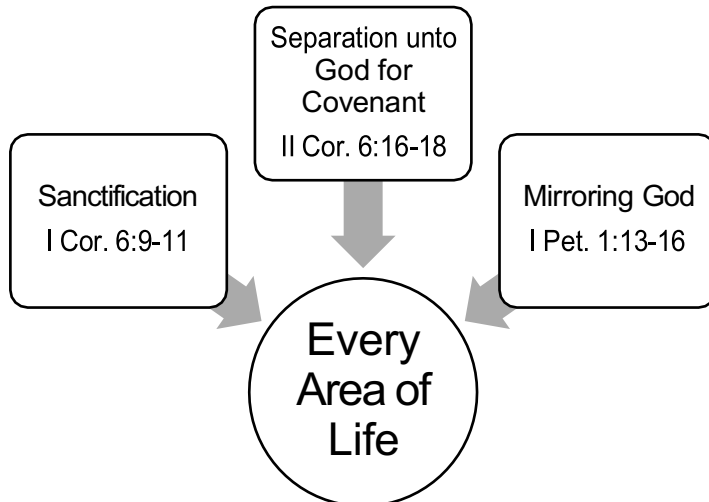 Separation unto
God for
Covenant
II Cor. 6:16-18
Sanctification
I Cor. 6:9-11
Mirroring God
I Pet. 1:13-16
Every
Area of
Life